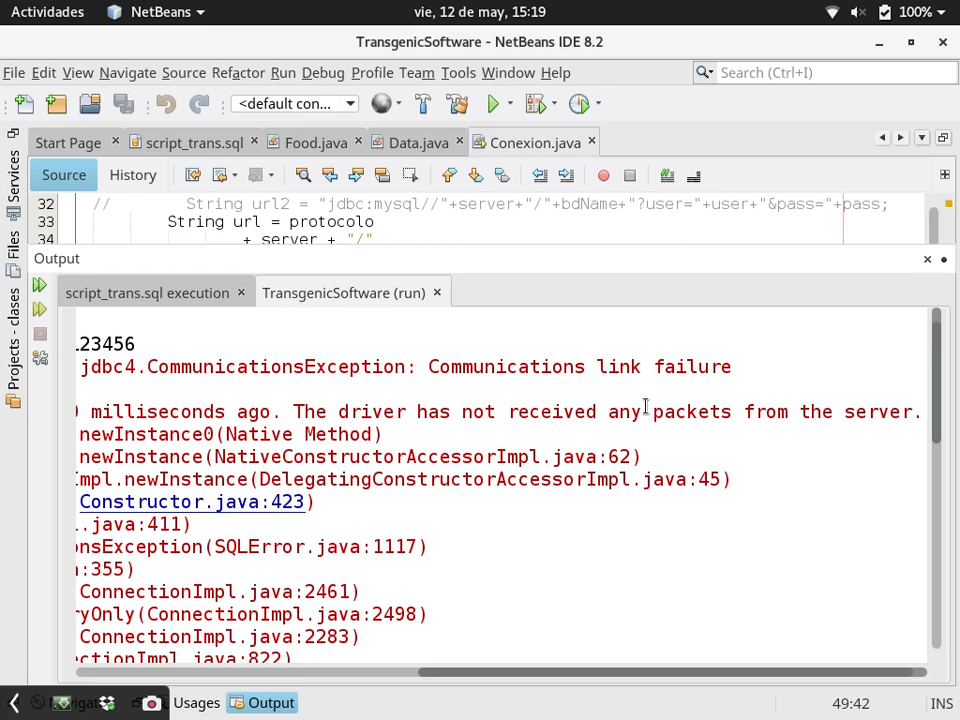 Actividades NetBeans vie, 12 de may, 15:19 100%
TransgenicSoftware - NetBeans IDE 8.2
File Edit View Navigate Source Refactor Run Debug Profile Team Tools Window Help Search (Ctrl+I)
<default con...
Start Page script_trans.sql Food.java Data.java Conexion.java
Source History
32 // String url2 = "jdbc:mysql//"+server+"/"+bdName+"?user="+user+"&pass="+pass;
33 String url = protocolo
34 + server + "/"
Output
script_trans.sql execution TransgenicSoftware (run)
123456
jdbc4.CommunicationsException: Communications link failure
milliseconds ago. The driver has not received any packets from the server.
newInstance0(Native Method)
newInstance(NativeConstructorAccessorImpl.java:62)
Impl.newInstance(DelegatingConstructorAccessorImpl.java:45)
Constructor.java:423)
.java:411)
onsException(SQLError.java:1117)
:355)
ConnectionImpl.java:2461)
ryOnly(ConnectionImpl.java:2498)
ConnectionImpl.java:2283)
ectionImpl.java:822)
Usages Output 49:42 INS
Services
Files
Projects - clases